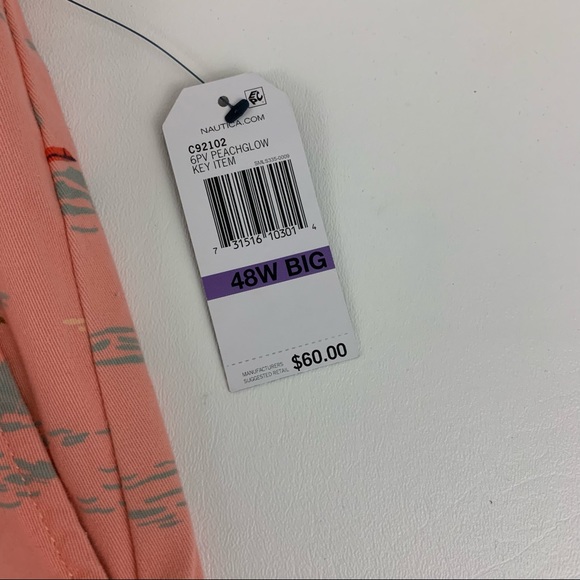 NAUTICA.COM
C92102
6PV PEACHGLOW
KEY ITEM
7 31516 10301 4
48W BIG
MANUFACTURERS
SUGGESTED RETAIL $60.00